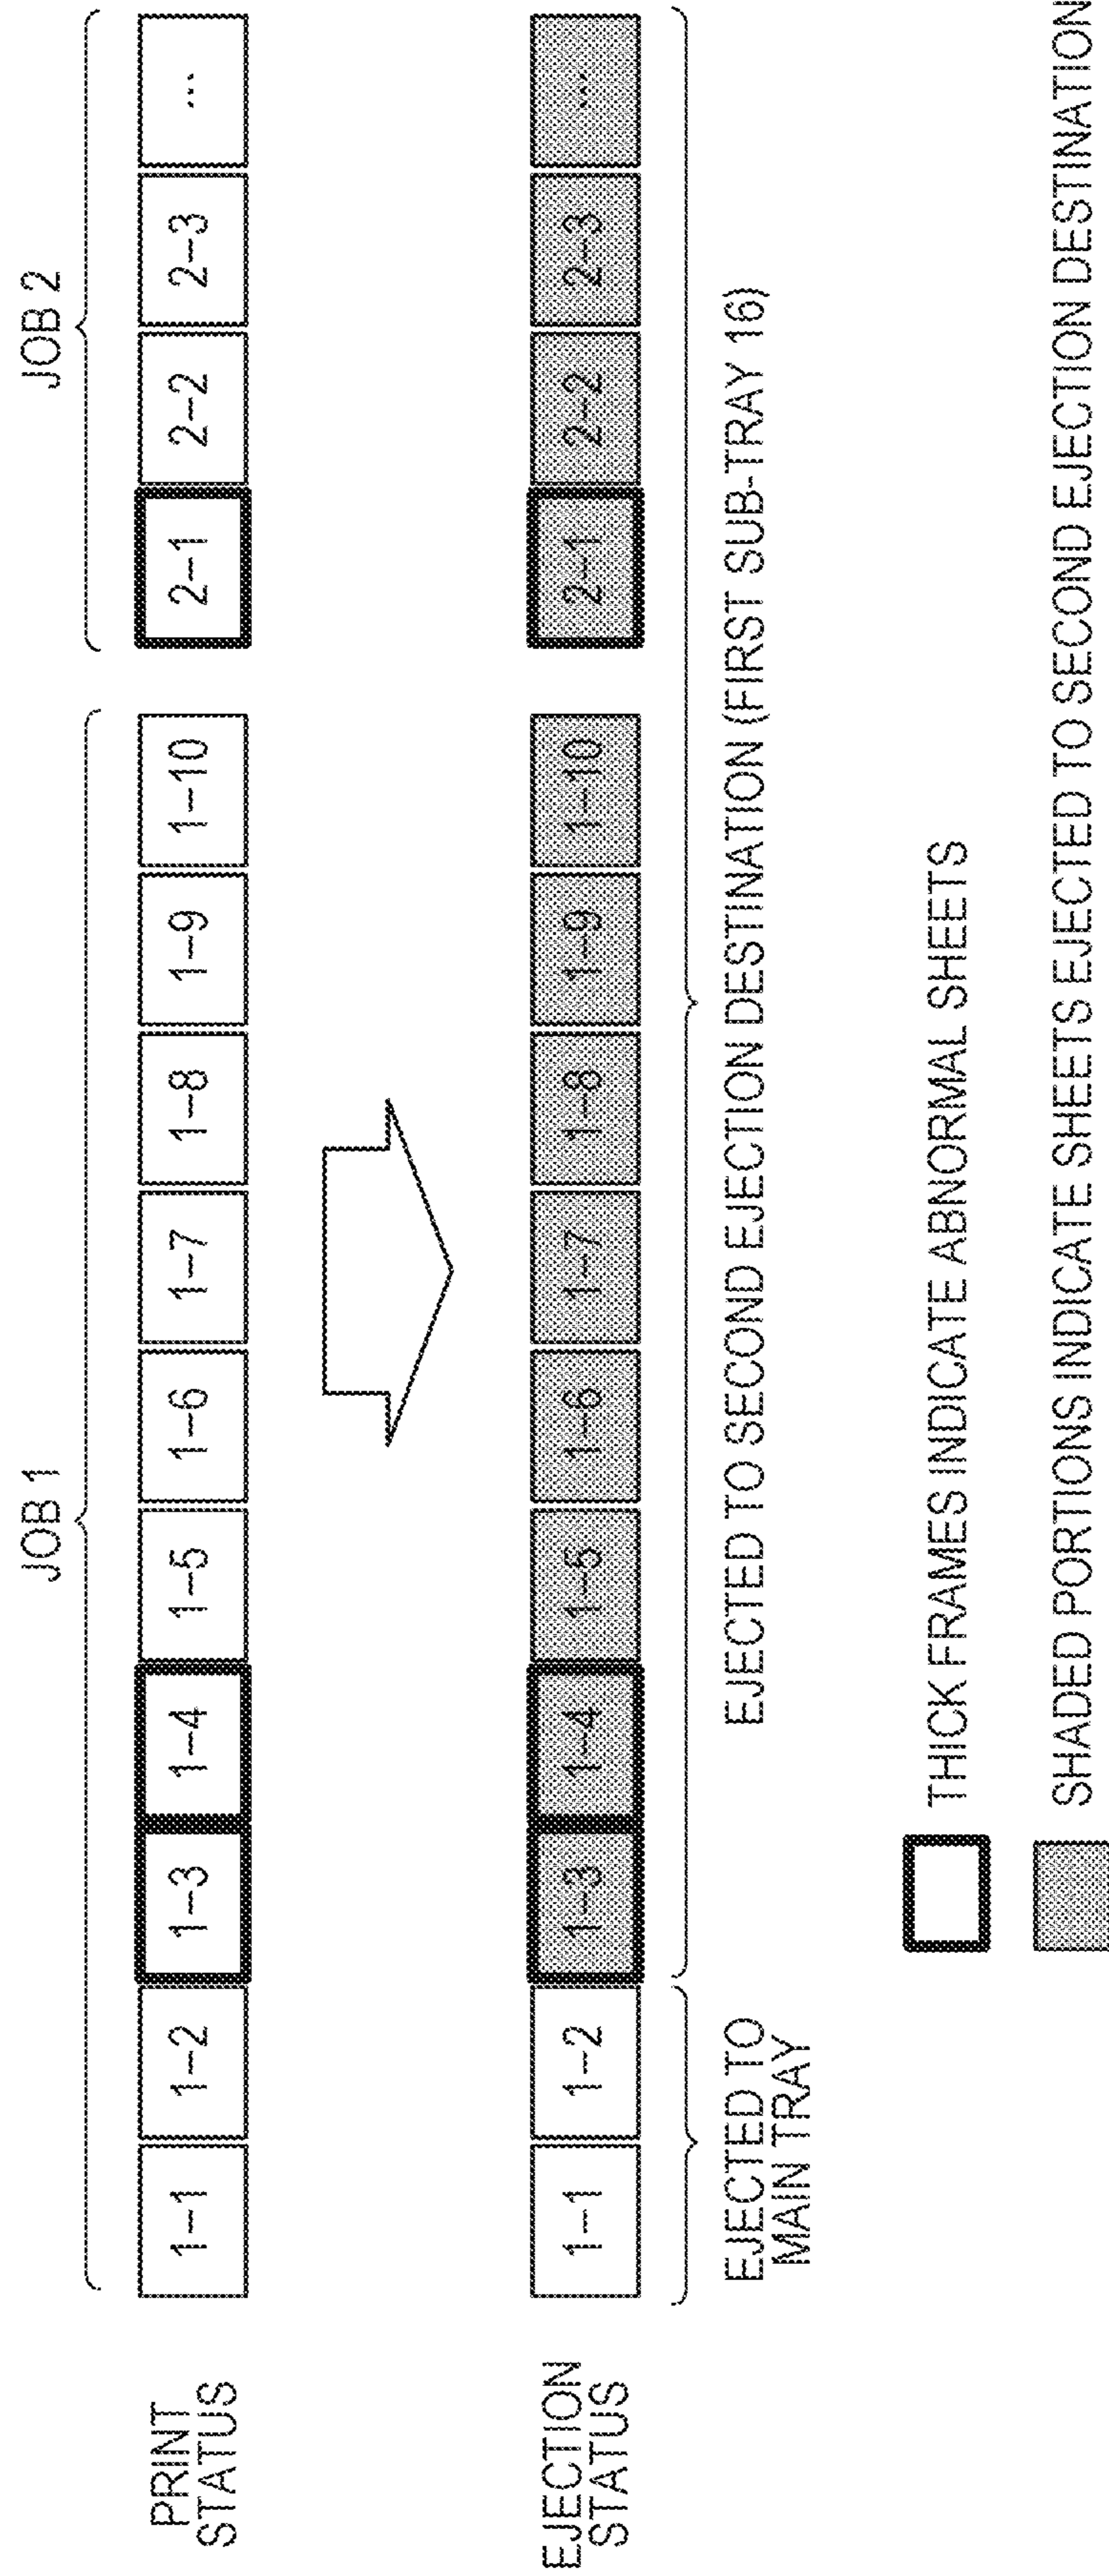 JOB 1
JOB 2
PRINT
STATUS
1-1 1-2 1-3 1-4 1-5 1-6 1-7 1-8 1-9 1-10 2-1 2-2 2-3 ...
EJECTION
STATUS
1-1 1-2 1-3 1-4 1-5 1-6 1-7 1-8 1-9 1-10 2-1 2-2 2-3 ...
EJECTED TO
MAIN TRAY
EJECTED TO SECOND EJECTION DESTINATION (FIRST SUB-TRAY 16)
THICK FRAMES INDICATE ABNORMAL SHEETS
SHADED PORTIONS INDICATE SHEETS EJECTED TO SECOND EJECTION DESTINATION